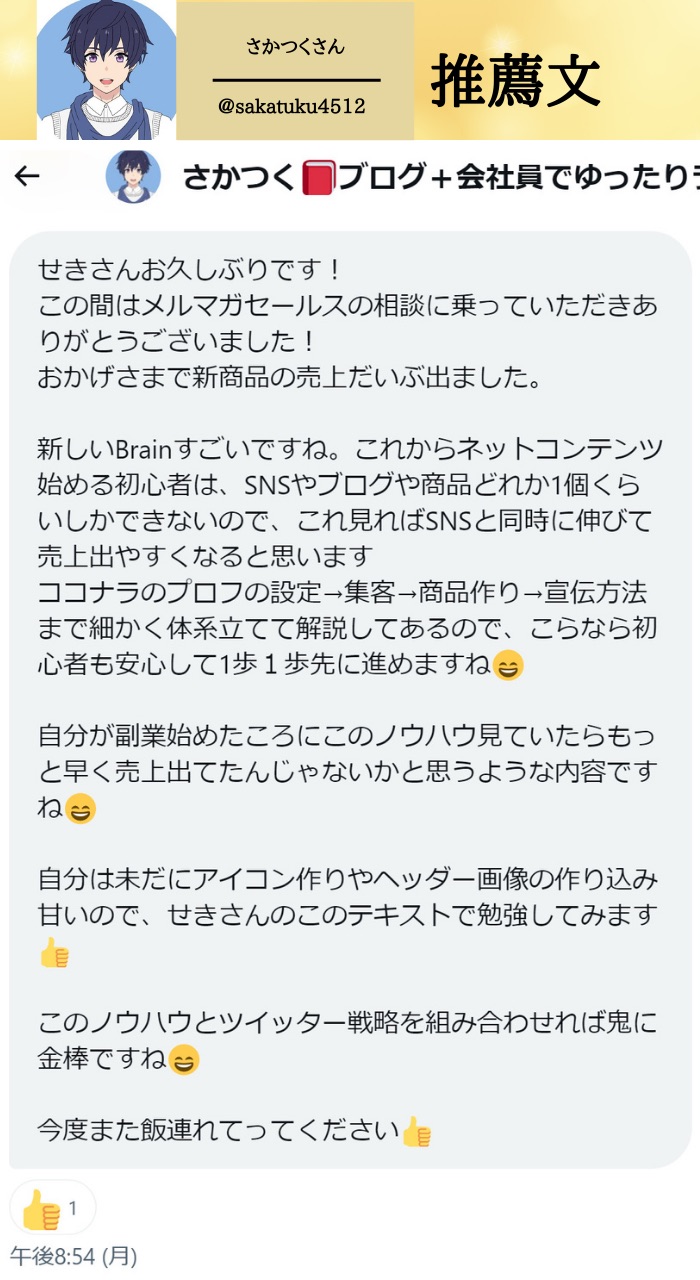 さかつくさん
@sakatuku4512
推薦文
さかつく📕ブログ+会社員でゆったり
せきさんお久しぶりです！
この間はメルマガセールスの相談に乗っていただきあ
りがとうございました！
おかげさまで新商品の売上だいぶ出ました。
新しいBrainすごいですね。これからネットコンテンツ
始める初心者は、SNSやブログや商品どれか1個くら
いしかできないので、これ見ればSNSと同時に伸びて
売上出やすくなると思います
ココナラのプロフの設定→集客→商品作り→宣伝方法
まで細かく体系立てて解説してあるので、こらなら初
心者も安心して1歩１歩先に進めますね😄
自分が副業始めたころにこのノウハウ見ていたらもっ
と早く売上出てたんじゃないかと思うような内容です
ね😄
自分は未だにアイコン作りやヘッダー画像の作り込み
甘いので、せきさんのこのテキストで勉強してみます
👍
このノウハウとツイッター戦略を組み合わせれば鬼に
金棒ですね😄
今度また飯連れてってください👍
👍 1
午後8:54 (月)